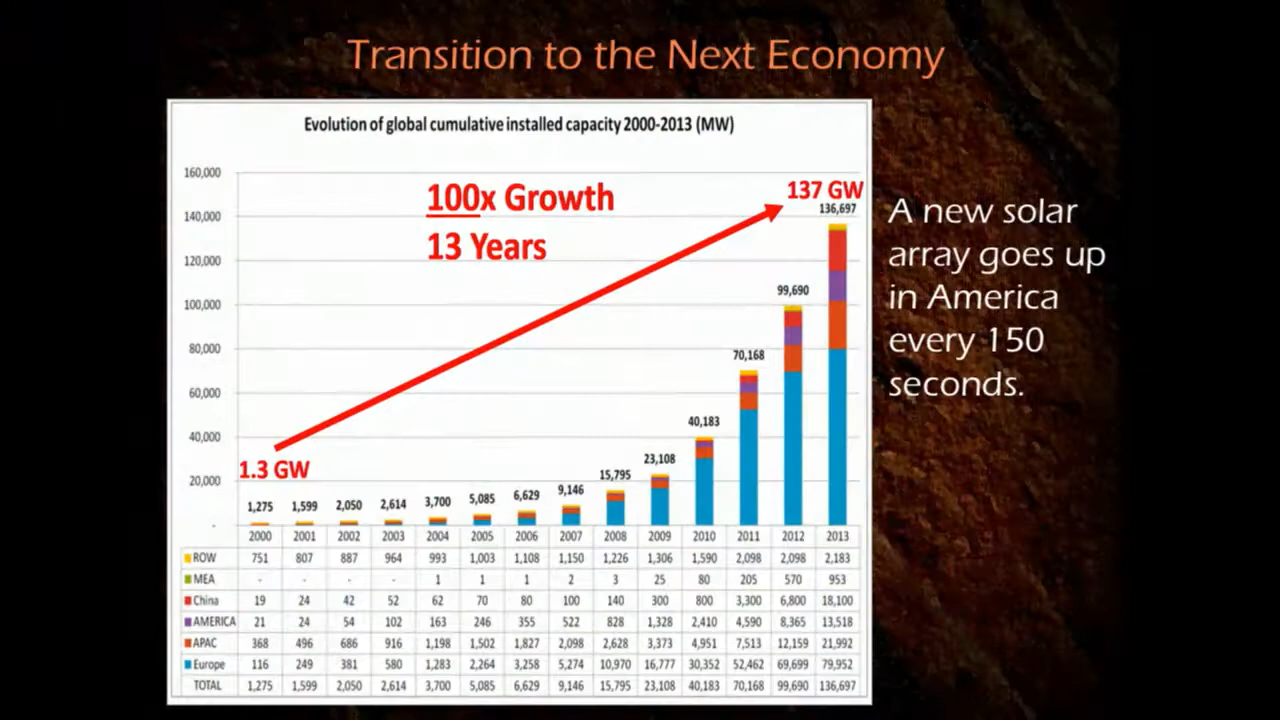 Transition to the Next Economy
Evolution of global cumulative installed capacity 2000-2013 (MW)
160,000
140,000
120,000
100,000
80,000
60,000
40,000
20,000
-
100x Growth
13 Years
1.3 GW
137 GW
1,275 1,599 2,050 2,614 3,700 5,085 6,629 9,146 15,795 23,108 40,183 70,168 99,690 136,697
2000 2001 2002 2003 2004 2005 2006 2007 2008 2009 2010 2011 2012 2013
ROW 751 807 887 964 993 1,003 1,108 1,150 1,226 1,306 1,590 2,098 2,098 2,183
MEA - - - - 1 1 1 2 3 25 80 205 570 953
China 19 24 42 52 62 70 80 100 140 300 800 3,300 6,800 18,100
AMERICA 21 24 54 102 163 246 355 522 828 1,328 2,410 4,590 8,365 13,518
APAC 368 496 686 916 1,198 1,502 1,827 2,098 2,628 3,373 4,951 7,513 12,159 21,992
Europe 116 249 381 580 1,283 2,264 3,258 5,274 10,970 16,777 30,352 52,462 69,699 79,952
TOTAL 1,275 1,599 2,050 2,614 3,700 5,085 6,629 9,146 15,795 23,108 40,183 70,168 99,690 136,697
A new solar
array goes up
in America
every 150
seconds.